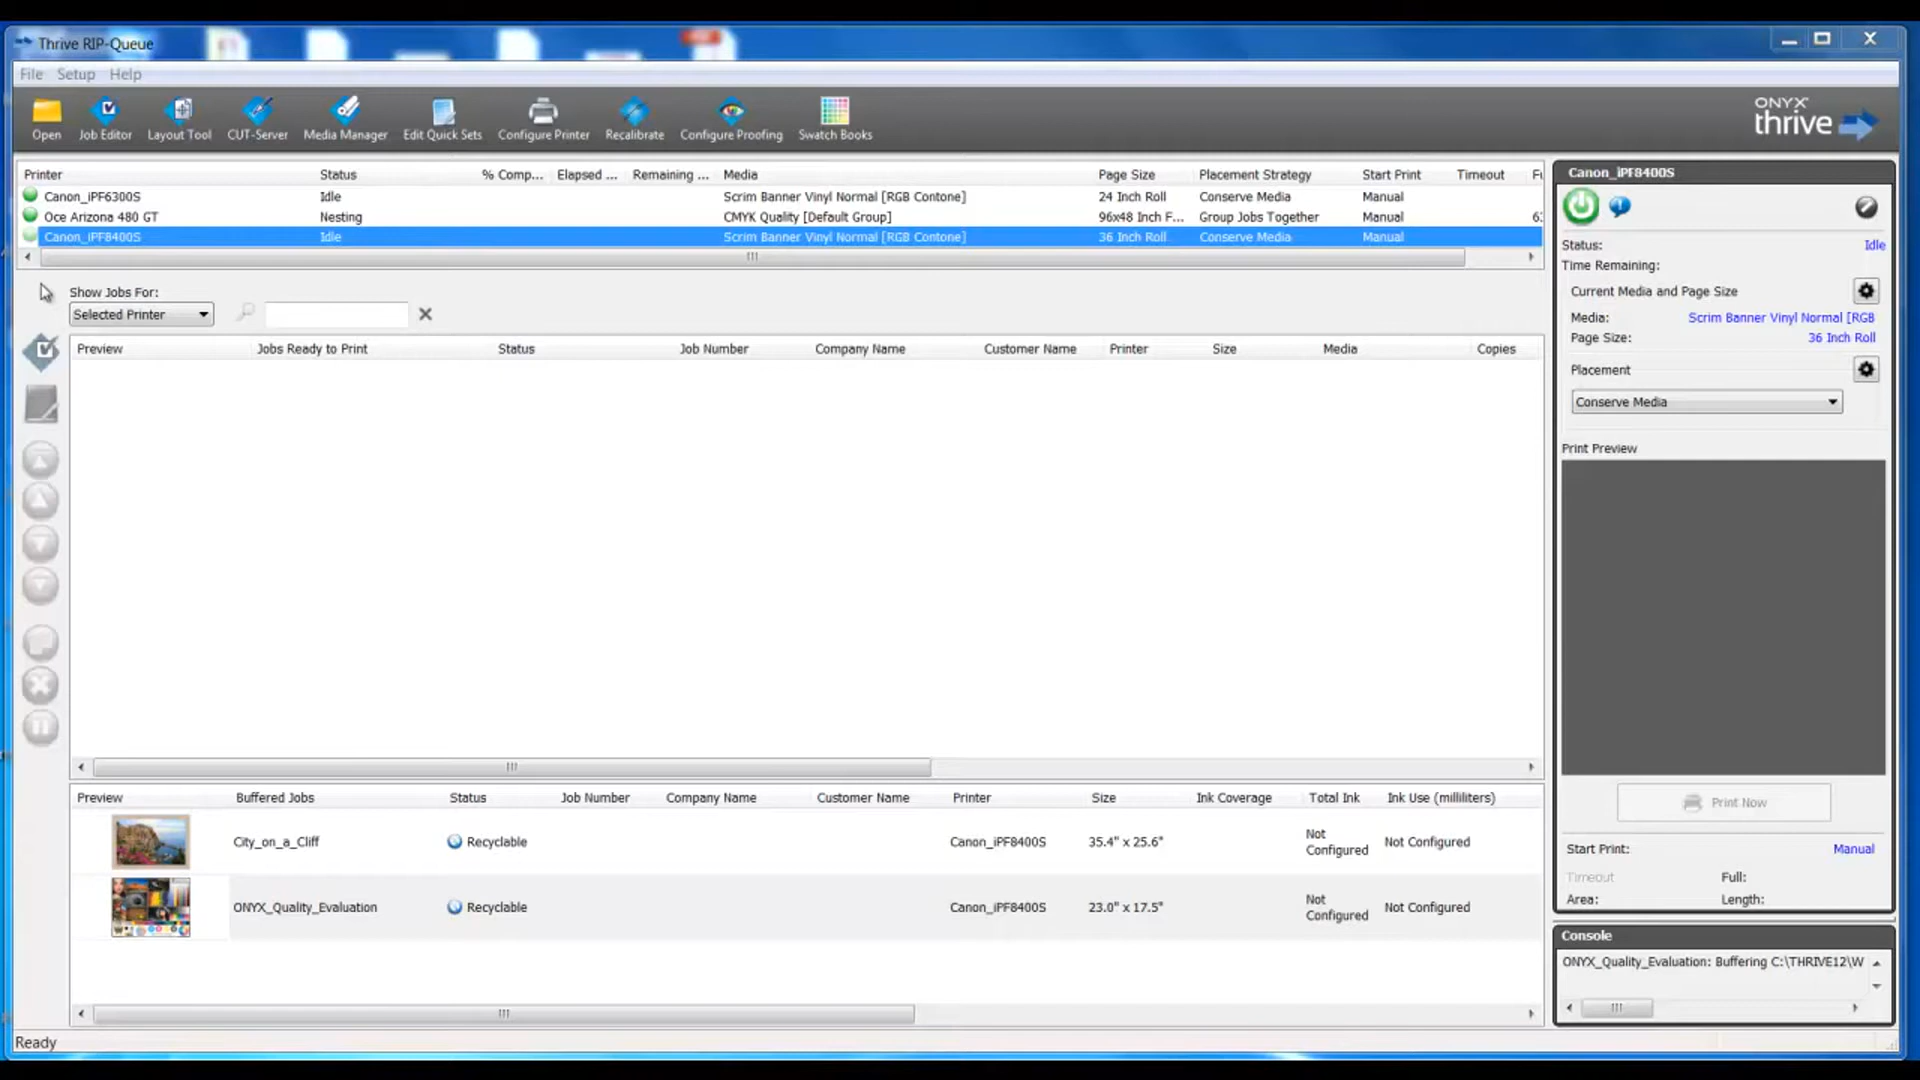 Thrive RIP-Queue
File Setup Help
Open Job Editor Layout Tool CUT-Server Media Manager Edit Quick Sets Configure Printer Recalibrate Configure Proofing Swatch Books
ONYX
thrive
Printer Status % Comp... Elapsed ... Remaining ... Media Page Size Placement Strategy Start Print Timeout Fu
Canon_iPF6300S Idle Scrim Banner Vinyl Normal [RGB Contone] 24 Inch Roll Conserve Media Manual
Oce Arizona 480 GT Nesting CMYK Quality [Default Group] 96x48 Inch F... Group Jobs Together Manual
Canon_iPF8400S Idle Scrim Banner Vinyl Normal [RGB Contone] 36 Inch Roll Conserve Media Manual
Show Jobs For:
Selected Printer
Preview Jobs Ready to Print Status Job Number Company Name Customer Name Printer Size Media Copies
Preview Buffered Jobs Status Job Number Company Name Customer Name Printer Size Ink Coverage Total Ink Ink Use (milliliters)
City_on_a_Cliff Recyclable Canon_iPF8400S 35.4" x 25.6" Not Configured Not Configured
ONYX_Quality_Evaluation Recyclable Canon_iPF8400S 23.0" x 17.5" Not Configured Not Configured
Ready
Canon_iPF8400S
Status: Idle
Time Remaining:
Current Media and Page Size
Media: Scrim Banner Vinyl Normal [RGB
Page Size: 36 Inch Roll
Placement
Conserve Media
Print Preview
Print Now
Start Print: Manual
Timeout Full:
Area: Length:
Console
ONYX_Quality_Evaluation: Buffering C:\THRIVE12\W